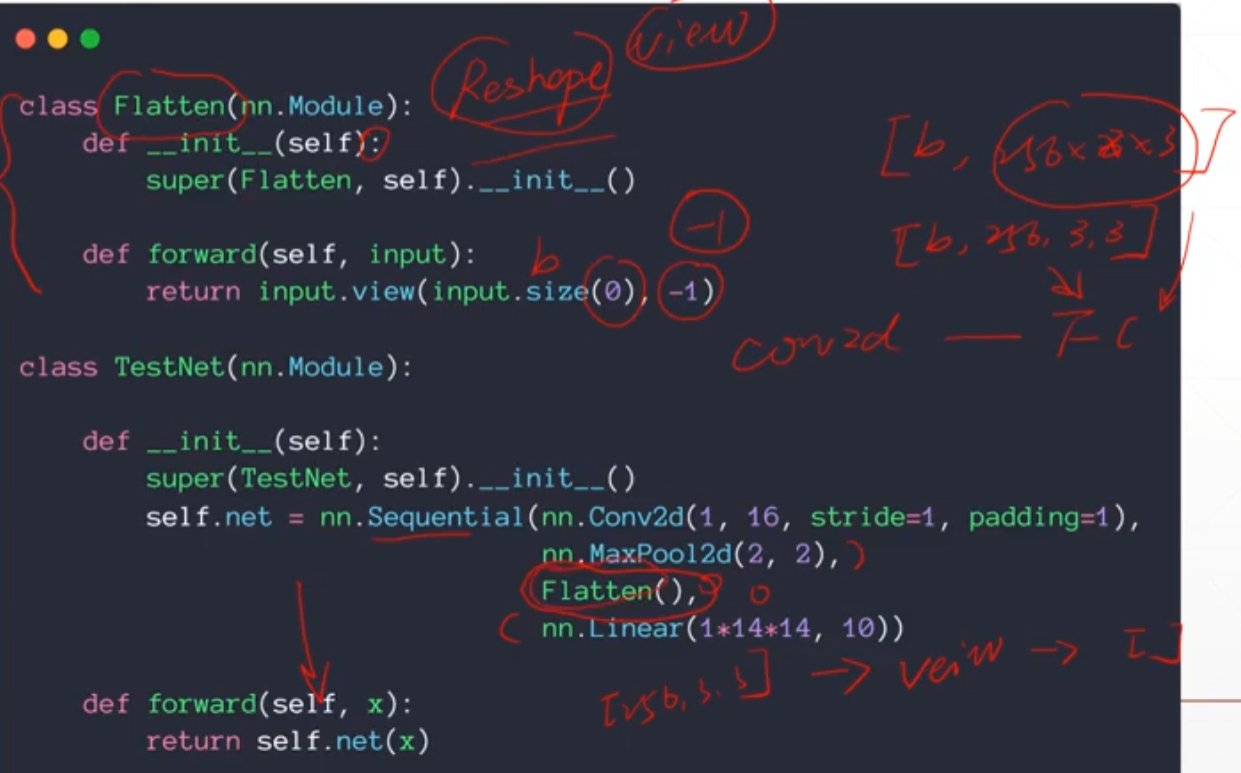 view
Reshape
class Flatten(nn.Module):
    def __init__(self):
        super(Flatten, self).__init__()
[b, 256×3×3]
[b, 256, 3, 3]
-1
b
    def forward(self, input):
        return input.view(input.size(0), -1)
conv2d — FC
class TestNet(nn.Module):
    def __init__(self):
        super(TestNet, self).__init__()
        self.net = nn.Sequential(nn.Conv2d(1, 16, stride=1, padding=1),
                                 nn.MaxPool2d(2, 2), )
                                 Flatten(), 0
                                 ( nn.Linear(1*14*14, 10))
[256, 3, 3] → veiw → [ ]
    def forward(self, x):
        return self.net(x)